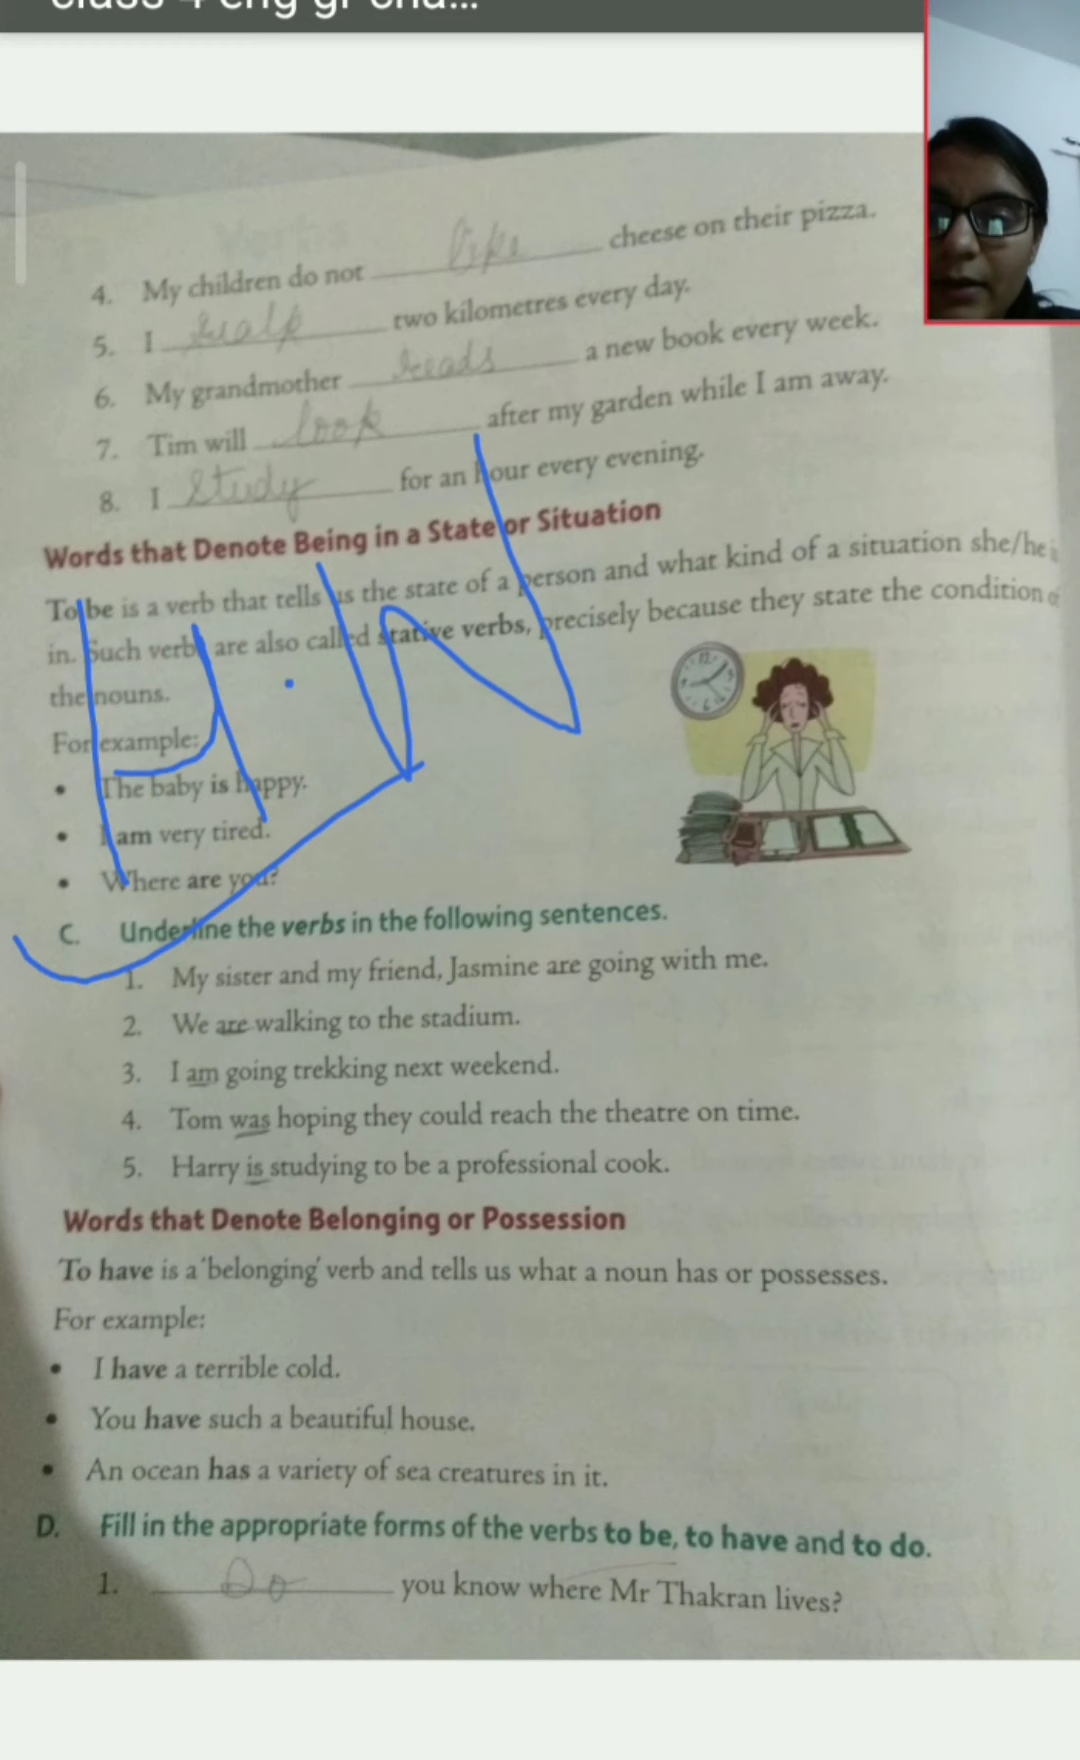 4. My children do not like cheese on their pizza.
5. I walk two kilometres every day.
6. My grandmother reads a new book every week.
7. Tim will look after my garden while I am away.
8. I study for an hour every evening.
Words that Denote Being in a State or Situation
To be is a verb that tells us the state of a person and what kind of a situation she/he is
in. Such verbs are also called stative verbs, precisely because they state the condition of
the nouns.
For example:
• The baby is happy.
• I am very tired.
• Where are you?
H.W
C. Underline the verbs in the following sentences.
1. My sister and my friend, Jasmine are going with me.
2. We are walking to the stadium.
3. I am going trekking next weekend.
4. Tom was hoping they could reach the theatre on time.
5. Harry is studying to be a professional cook.
Words that Denote Belonging or Possession
To have is a 'belonging' verb and tells us what a noun has or possesses.
For example:
• I have a terrible cold.
• You have such a beautiful house.
• An ocean has a variety of sea creatures in it.
D. Fill in the appropriate forms of the verbs to be, to have and to do.
1. Do you know where Mr Thakran lives?